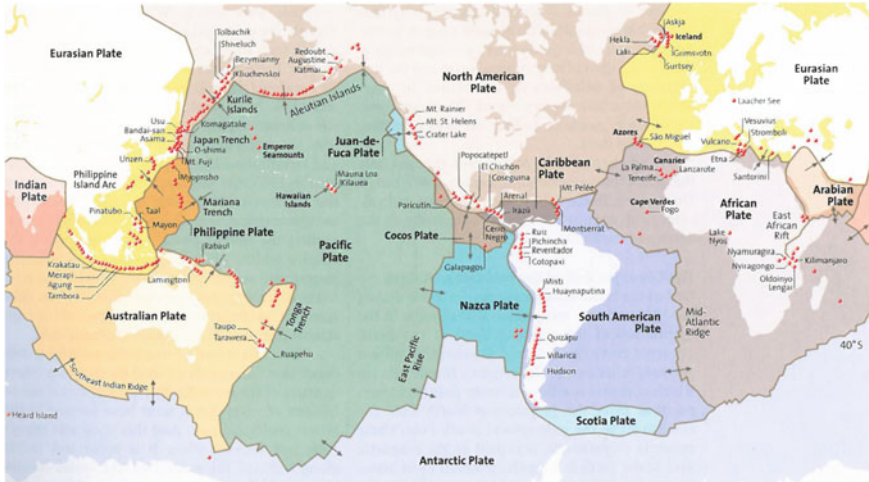 Askja
Hekla
Iceland
Laki
Grimsvotn
Surtsey
Tolbachik
Shiveluch
Bezymianny
Kliuchevskoi
Redoubt
Augustine
Katmai
Eurasian Plate
North American
Plate
Eurasian
Plate
Aleutian Islands
Kurile
Islands
Laacher See
Mt. Rainier
Mt. St. Helens
Crater Lake
Usu
Bandai-san
Asama
Komagatake
Japan Trench
O-shima
Mt. Fuji
Emperor
Seamounts
Juan-de-
Fuca Plate
Azores
São Miguel
Vesuvius
Stromboli
Vulcano
Etna
Santorini
Unzen
Myojinsho
Popocatepetl
El Chichón
Coseguina
Caribbean
Plate
Canaries
La Palma
Tenerife
Lanzarote
Philippine
Island Arc
Indian
Plate
Arabian
Plate
Hawaiian
Islands
Mauna Loa
Kilauea
Paricutin
Arenal
Irazú
Mt. Pelée
Cape Verdes
Fogo
African
Plate
Mariana
Trench
Pinatubo
Taal
Mayon
Philippine Plate
Pacific
Plate
Cocos Plate
Cerro
Negro
Montserrat
Lake
Nyos
East
African
Rift
Ruiz
Pichincha
Reventador
Cotopaxi
Galapagos
Nyamuragira
Nyiragongo
Kilimanjaro
Oldoinyo
Lengai
Krakatau
Merapi
Agung
Tambora
Rabaul
Lamington
Misti
Huaynaputina
Australian Plate
Tonga
Trench
Nazca Plate
South American
Plate
Mid-
Atlantic
Ridge
Taupo
Tarawera
Ruapehu
Quizapu
Villarica
Hudson
East Pacific
Rise
40°S
Southeast Indian Ridge
Heard Island
Scotia Plate
Antarctic Plate